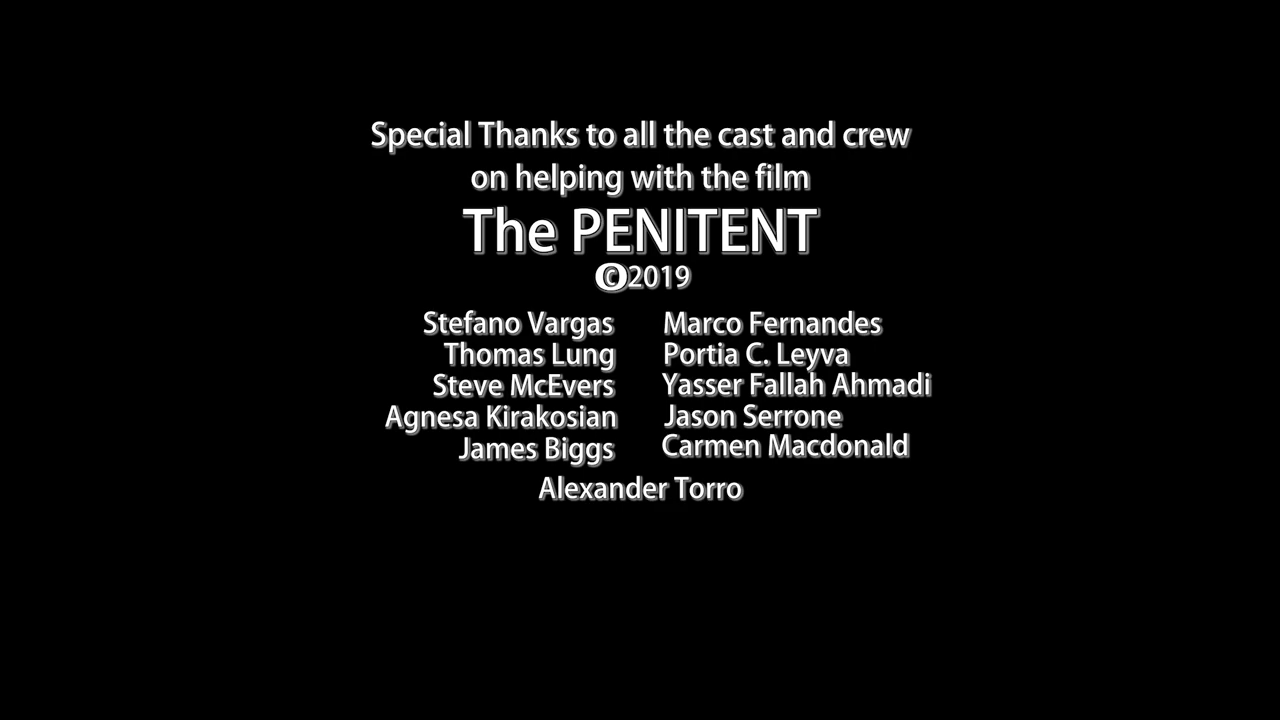 Special Thanks to all the cast and crew
on helping with the film
The PENITENT
©2019
Stefano Vargas Marco Fernandes
Thomas Lung Portia C. Leyva
Steve McEvers Yasser Fallah Ahmadi
Agnesa Kirakosian Jason Serrone
James Biggs Carmen Macdonald
Alexander Torro